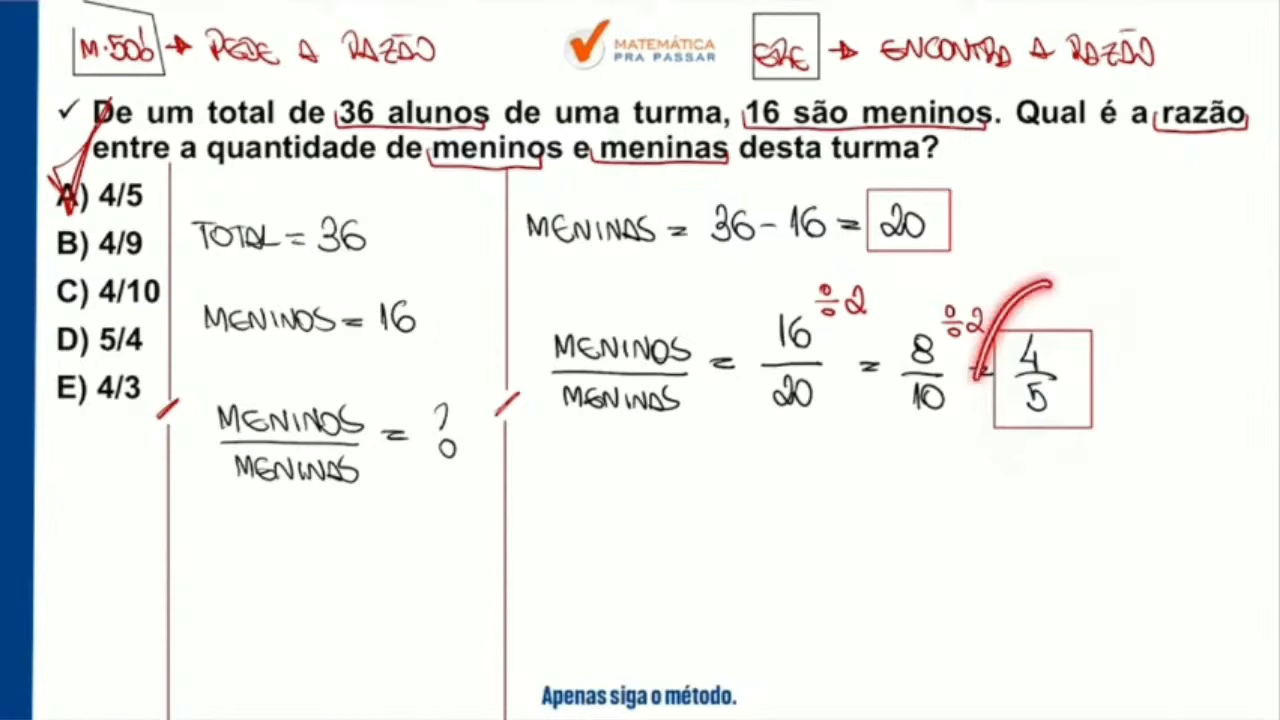 M.50b → PEDE A RAZÃO
MATEMÁTICA
PRA PASSAR
ERE → ENCONTRA A RAZÃO
✓ De um total de 36 alunos de uma turma, 16 são meninos. Qual é a razão
entre a quantidade de meninos e meninas desta turma?
A) 4/5
B) 4/9
C) 4/10
D) 5/4
E) 4/3
TOTAL = 36
MENINOS = 16
MENINOS/MENINAS = ?
MENINAS = 36 - 16 = 20
MENINOS/MENINAS = 16/20 ÷2 = 8/10 ÷2 = 4/5
Apenas siga o método.